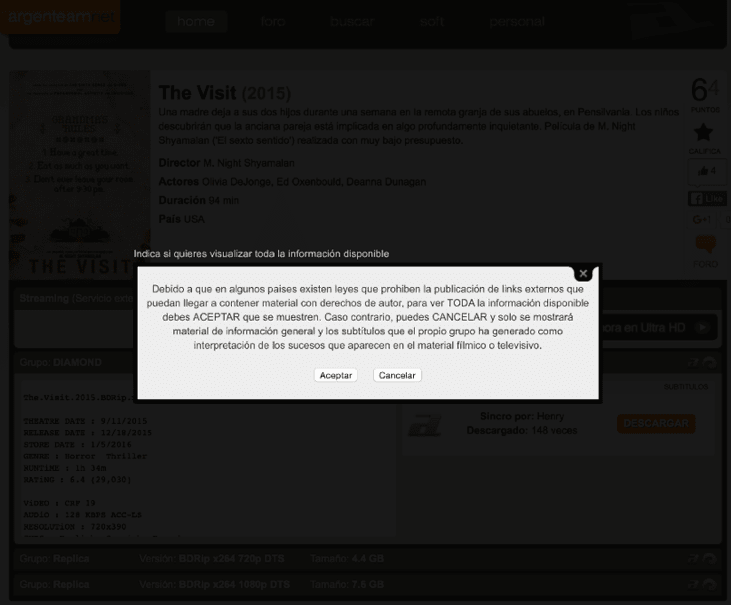 argenteam
home foro buscar soft personal
The Visit (2015)
64
PUNTOS
Una madre deja a sus dos hijos durante una semana en la remota granja de sus abuelos, en Pensilvania. Los niños
descubrirán que la anciana pareja está implicada en algo profundamente inquietante. Película de M. Night
Shyamalan ('El sexto sentido') realizada con muy bajo presupuesto.
CALIFICA
Director M. Night Shyamalan
4
Actores Olivia DeJonge, Ed Oxenbould, Deanna Dunagan
Duración 94 min
Like
País USA
G+1
FORO
THE VISIT
Indica si quieres visualizar toda la información disponible
Debido a que en algunos paises existen leyes que prohiben la publicación de links externos que
puedan llegar a contener material con derechos de autor, para ver TODA la información disponible
debes ACEPTAR que se muestren. Caso contrario, puedes CANCELAR y solo se mostrará
material de información general y los subtítulos que el propio grupo ha generado como
interpretación de los sucesos que aparecen en el material fílmico o televisivo.
Aceptar Cancelar
Streaming (Servicio
ora en Ultra HD
Grupo: DIAMOND
The.Visit.2015.BDRip.
SUBTITULOS
THEATRE DATE : 9/11/2015
RELEASE DATE : 12/16/2015
STORE DATE : 1/5/2016
GENRE : Horror Thriller
RUNTIME : 1h 34m
RATING : 6.4 (29,030)
Sincro por: Henry
Descargado: 148 veces
DESCARGAR
VIDEO : CRF 19
RESOLUTION : 720x390
Grupo: Replica Versión: BDRip x264 720p DTS Tamaño: 4.4 GB
Grupo: Replica Versión: BDRip x264 1080p DTS Tamaño: 7.8 GB